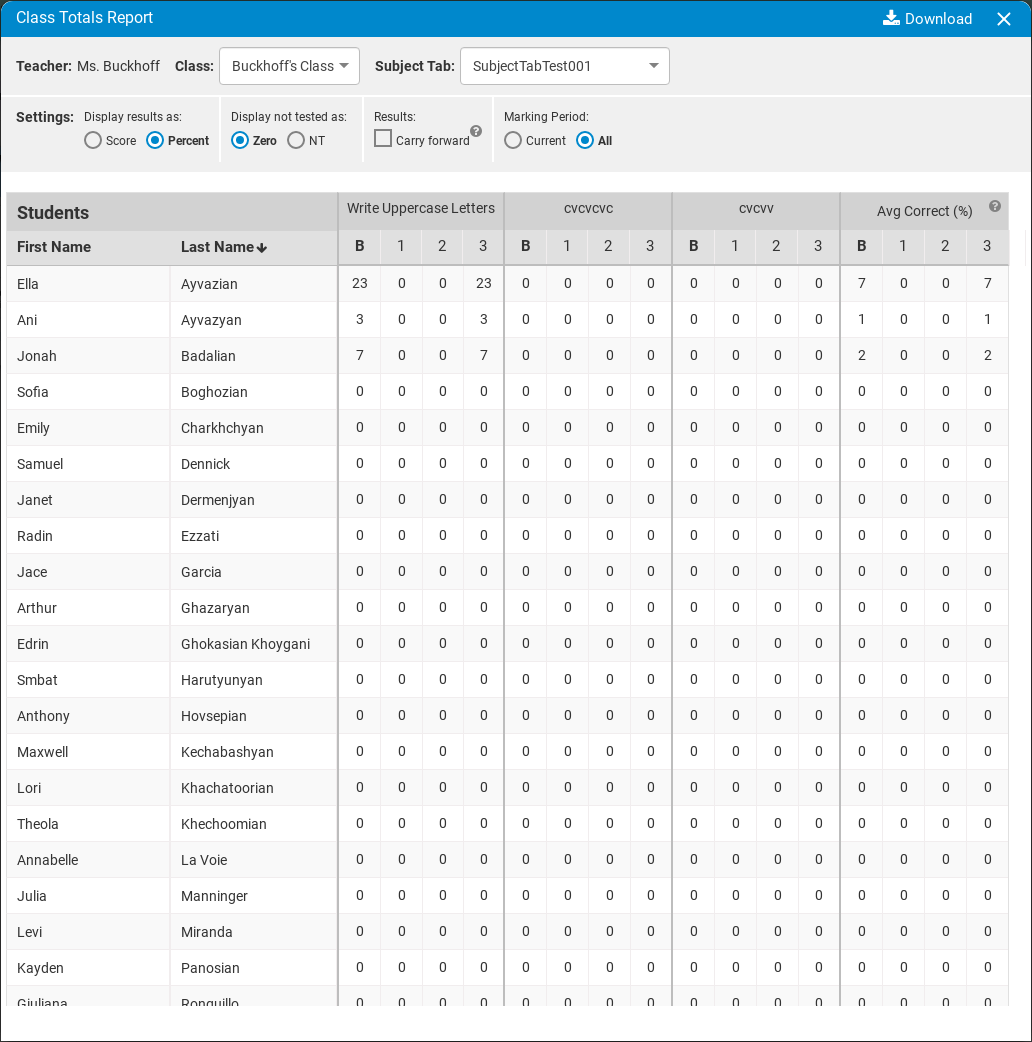 Class Totals Report Download
Teacher: Ms. Buckhoff Class: Buckhoff's Class Subject Tab: SubjectTabTest001
Settings: Display results as: Display not tested as: Results: Marking Period:
Score Percent Zero NT Carry forward ? Current All
Students Write Uppercase Letters cvcvcvc cvcvv Avg Correct (%) ?
First Name Last Name B 1 2 3 B 1 2 3 B 1 2 3 B 1 2 3
Ella Ayvazian 23 0 0 23 0 0 0 0 0 0 0 0 7 0 0 7
Ani Ayvazyan 3 0 0 3 0 0 0 0 0 0 0 0 1 0 0 1
Jonah Badalian 7 0 0 7 0 0 0 0 0 0 0 0 2 0 0 2
Sofia Boghozian 0 0 0 0 0 0 0 0 0 0 0 0 0 0 0 0
Emily Charkhchyan 0 0 0 0 0 0 0 0 0 0 0 0 0 0 0 0
Samuel Dennick 0 0 0 0 0 0 0 0 0 0 0 0 0 0 0 0
Janet Dermenjyan 0 0 0 0 0 0 0 0 0 0 0 0 0 0 0 0
Radin Ezzati 0 0 0 0 0 0 0 0 0 0 0 0 0 0 0 0
Jace Garcia 0 0 0 0 0 0 0 0 0 0 0 0 0 0 0 0
Arthur Ghazaryan 0 0 0 0 0 0 0 0 0 0 0 0 0 0 0 0
Edrin Ghokasian Khoygani 0 0 0 0 0 0 0 0 0 0 0 0 0 0 0 0
Smbat Harutyunyan 0 0 0 0 0 0 0 0 0 0 0 0 0 0 0 0
Anthony Hovsepian 0 0 0 0 0 0 0 0 0 0 0 0 0 0 0 0
Maxwell Kechabashyan 0 0 0 0 0 0 0 0 0 0 0 0 0 0 0 0
Lori Khachatoorian 0 0 0 0 0 0 0 0 0 0 0 0 0 0 0 0
Theola Khechoomian 0 0 0 0 0 0 0 0 0 0 0 0 0 0 0 0
Annabelle La Voie 0 0 0 0 0 0 0 0 0 0 0 0 0 0 0 0
Julia Manninger 0 0 0 0 0 0 0 0 0 0 0 0 0 0 0 0
Levi Miranda 0 0 0 0 0 0 0 0 0 0 0 0 0 0 0 0
Kayden Panosian 0 0 0 0 0 0 0 0 0 0 0 0 0 0 0 0
Giuliana Ronquillo 0 0 0 0 0 0 0 0 0 0 0 0 0 0 0 0